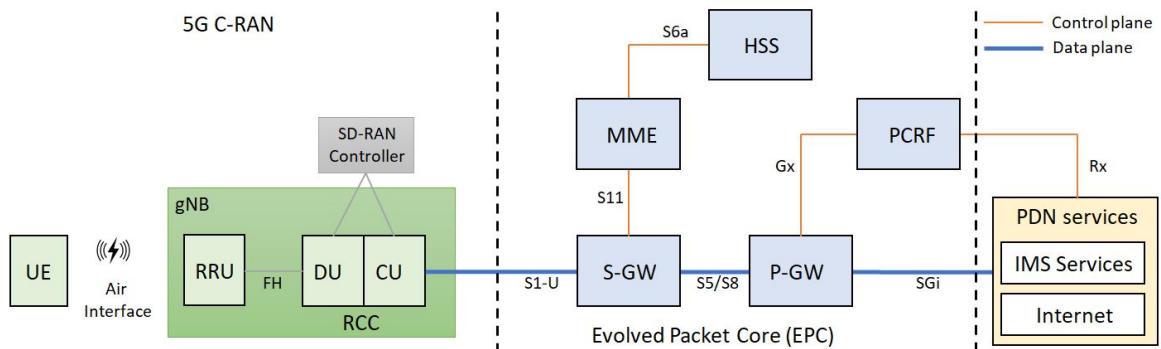 5G C-RAN
S6a
HSS
Control plane
Data plane
SD-RAN
Controller
MME
PCRF
S11
Gx
Rx
gNB
PDN services
UE
Air
Interface
RRU
FH
DU
CU
RCC
S1-U
S-GW
S5/S8
P-GW
SGi
IMS Services
Internet
Evolved Packet Core (EPC)